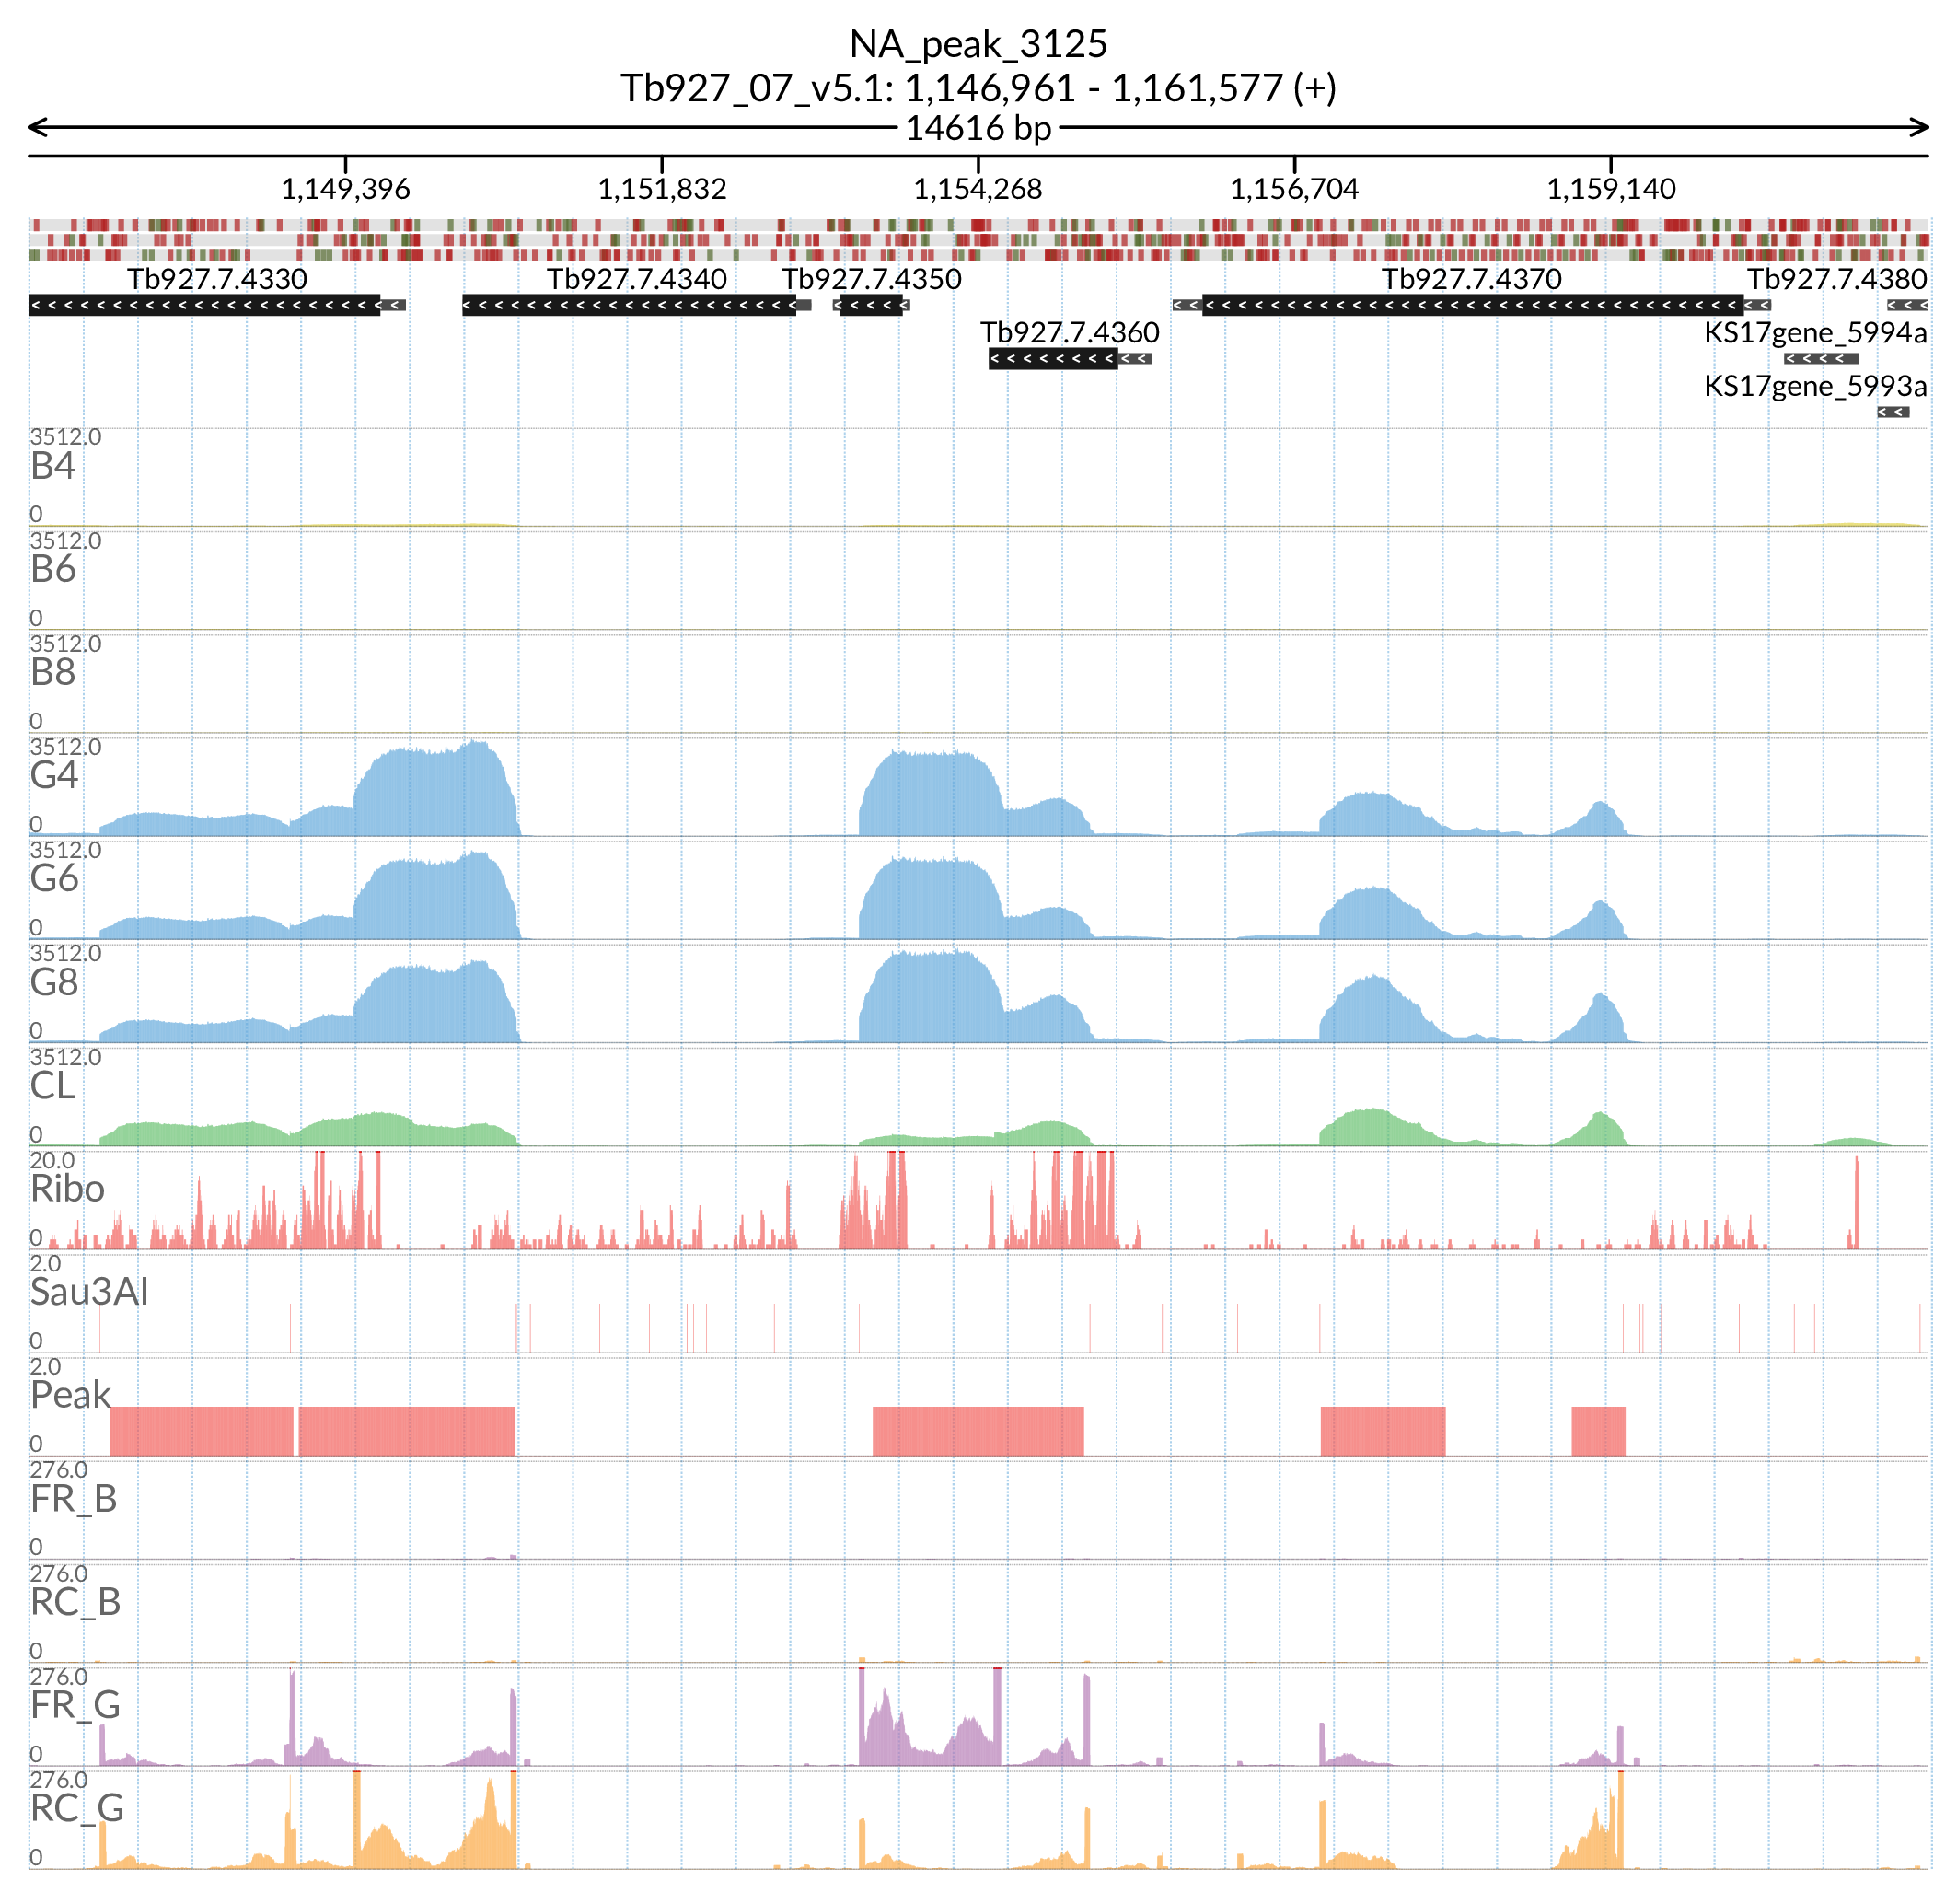 NA_peak_3125
Tb927_07_v5.1: 1,146,961 - 1,161,577 (+)
14616 bp
1,149,396 1,151,832 1,154,268 1,156,704 1,159,140
Tb927.7.4330 Tb927.7.4340 Tb927.7.4350 Tb927.7.4370 Tb927.7.4380
Tb927.7.4360 KS17gene_5994a
KS17gene_5993a
3512.0
B4
0
3512.0
B6
0
3512.0
B8
0
3512.0
G4
0
3512.0
G6
0
3512.0
G8
0
3512.0
CL
0
20.0
Ribo
0
2.0
Sau3AI
0
2.0
Peak
0
276.0
FR_B
0
276.0
RC_B
0
276.0
FR_G
0
276.0
RC_G
0